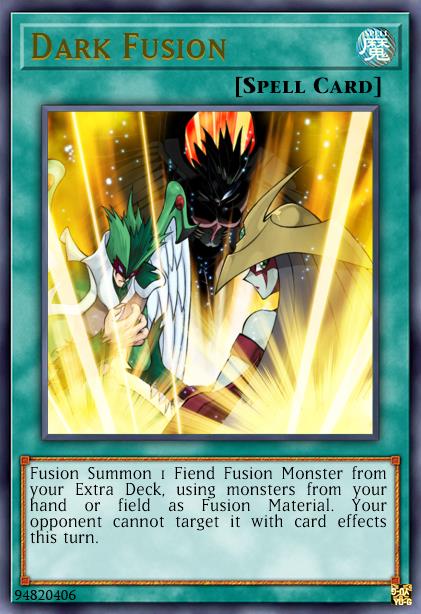 Dark Fusion
SPELL
魔
[Spell Card]
Fusion Summon 1 Fiend Fusion Monster from
your Extra Deck, using monsters from your
hand or field as Fusion Material. Your
opponent cannot target it with card effects
this turn.
94820406